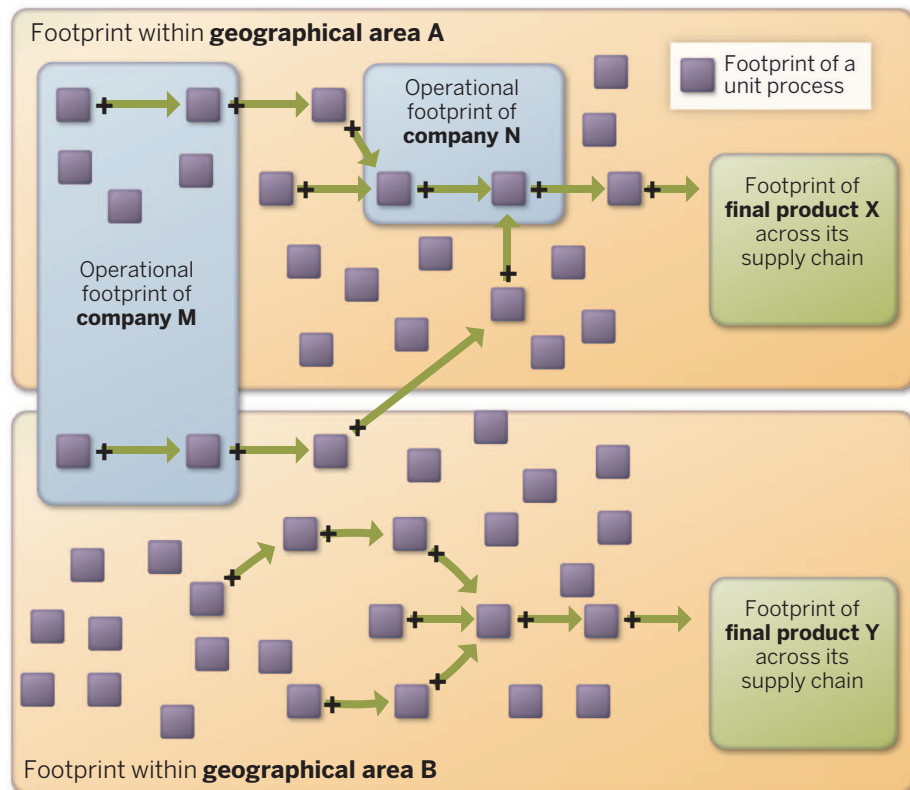 Footprint within geographical area A
Footprint of a
unit process
Operational
footprint of
company N
Operational
footprint of
company M
Footprint of
final product X
across its
supply chain
Footprint of
final product Y
across its
supply chain
Footprint within geographical area B